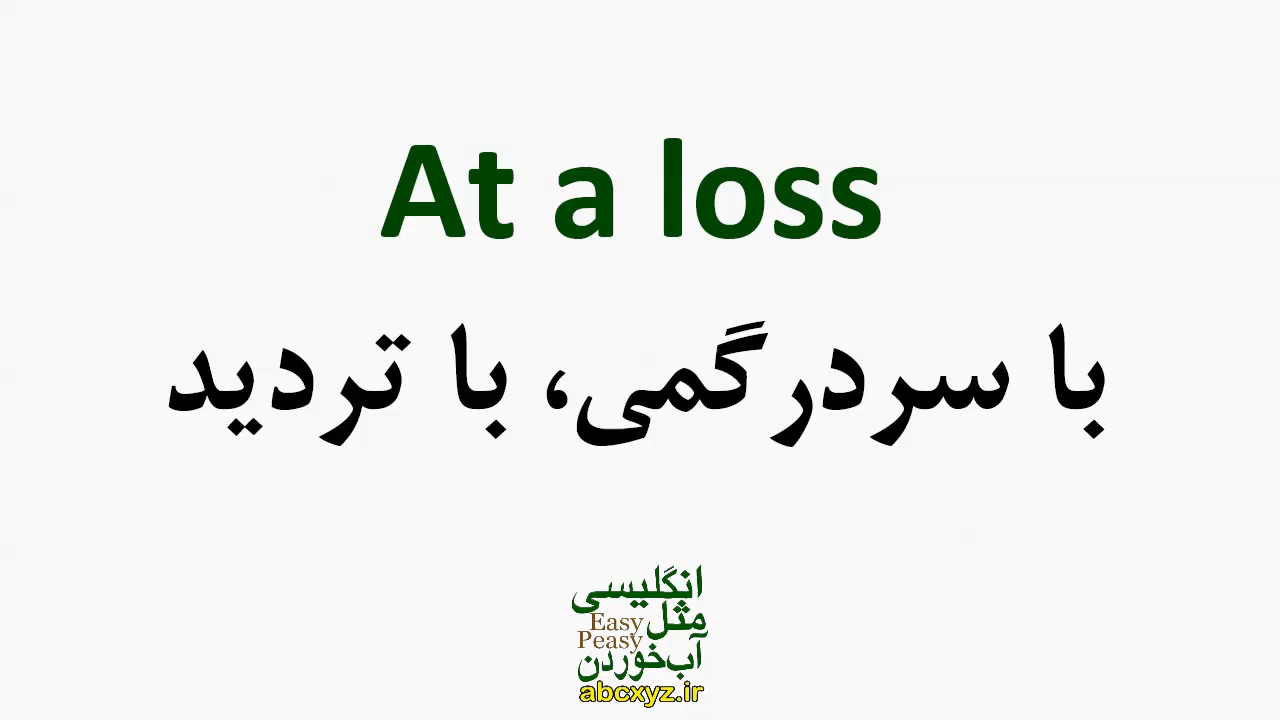 At a loss
با سردرگمی، با تردید
انگلیسی
مثل Easy
Peasy
آب‌خوردن
abcxyz.ir